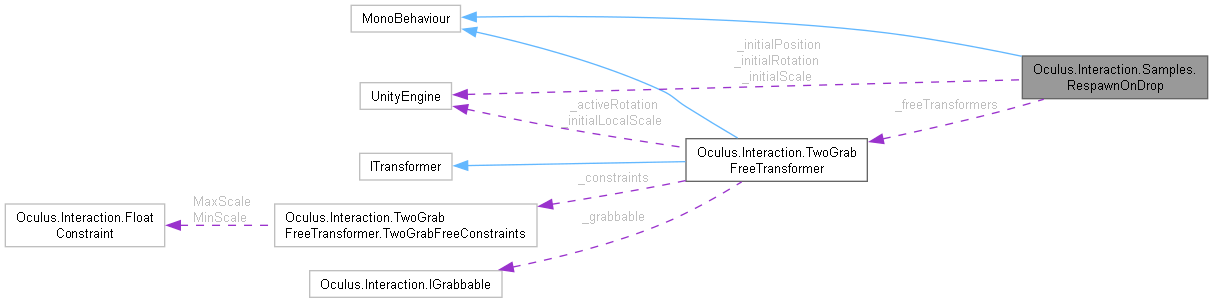 MonoBehaviour
_initialPosition
_initialRotation
_initialScale
Oculus.Interaction.Samples.
RespawnOnDrop
UnityEngine
_activeRotation
_initialLocalScale
_freeTransformers
Oculus.Interaction.TwoGrab
FreeTransformer
ITransformer
_constraints
MaxScale
MinScale
Oculus.Interaction.Float
Constraint
Oculus.Interaction.TwoGrab
FreeTransformer.TwoGrabFreeConstraints
_grabbable
Oculus.Interaction.IGrabbable